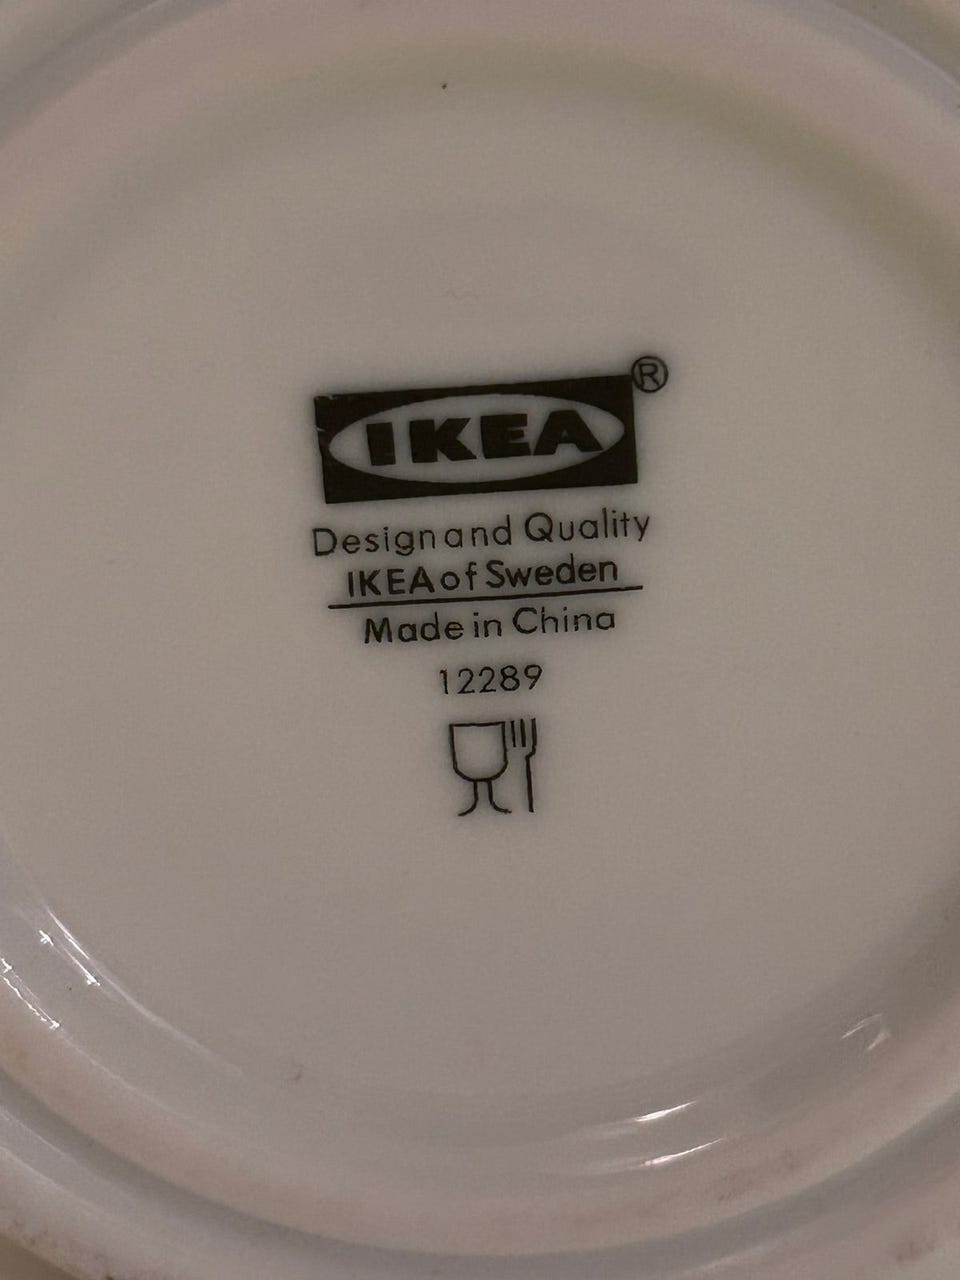 IKEA®
Design and Quality
IKEA of Sweden
Made in China
12289